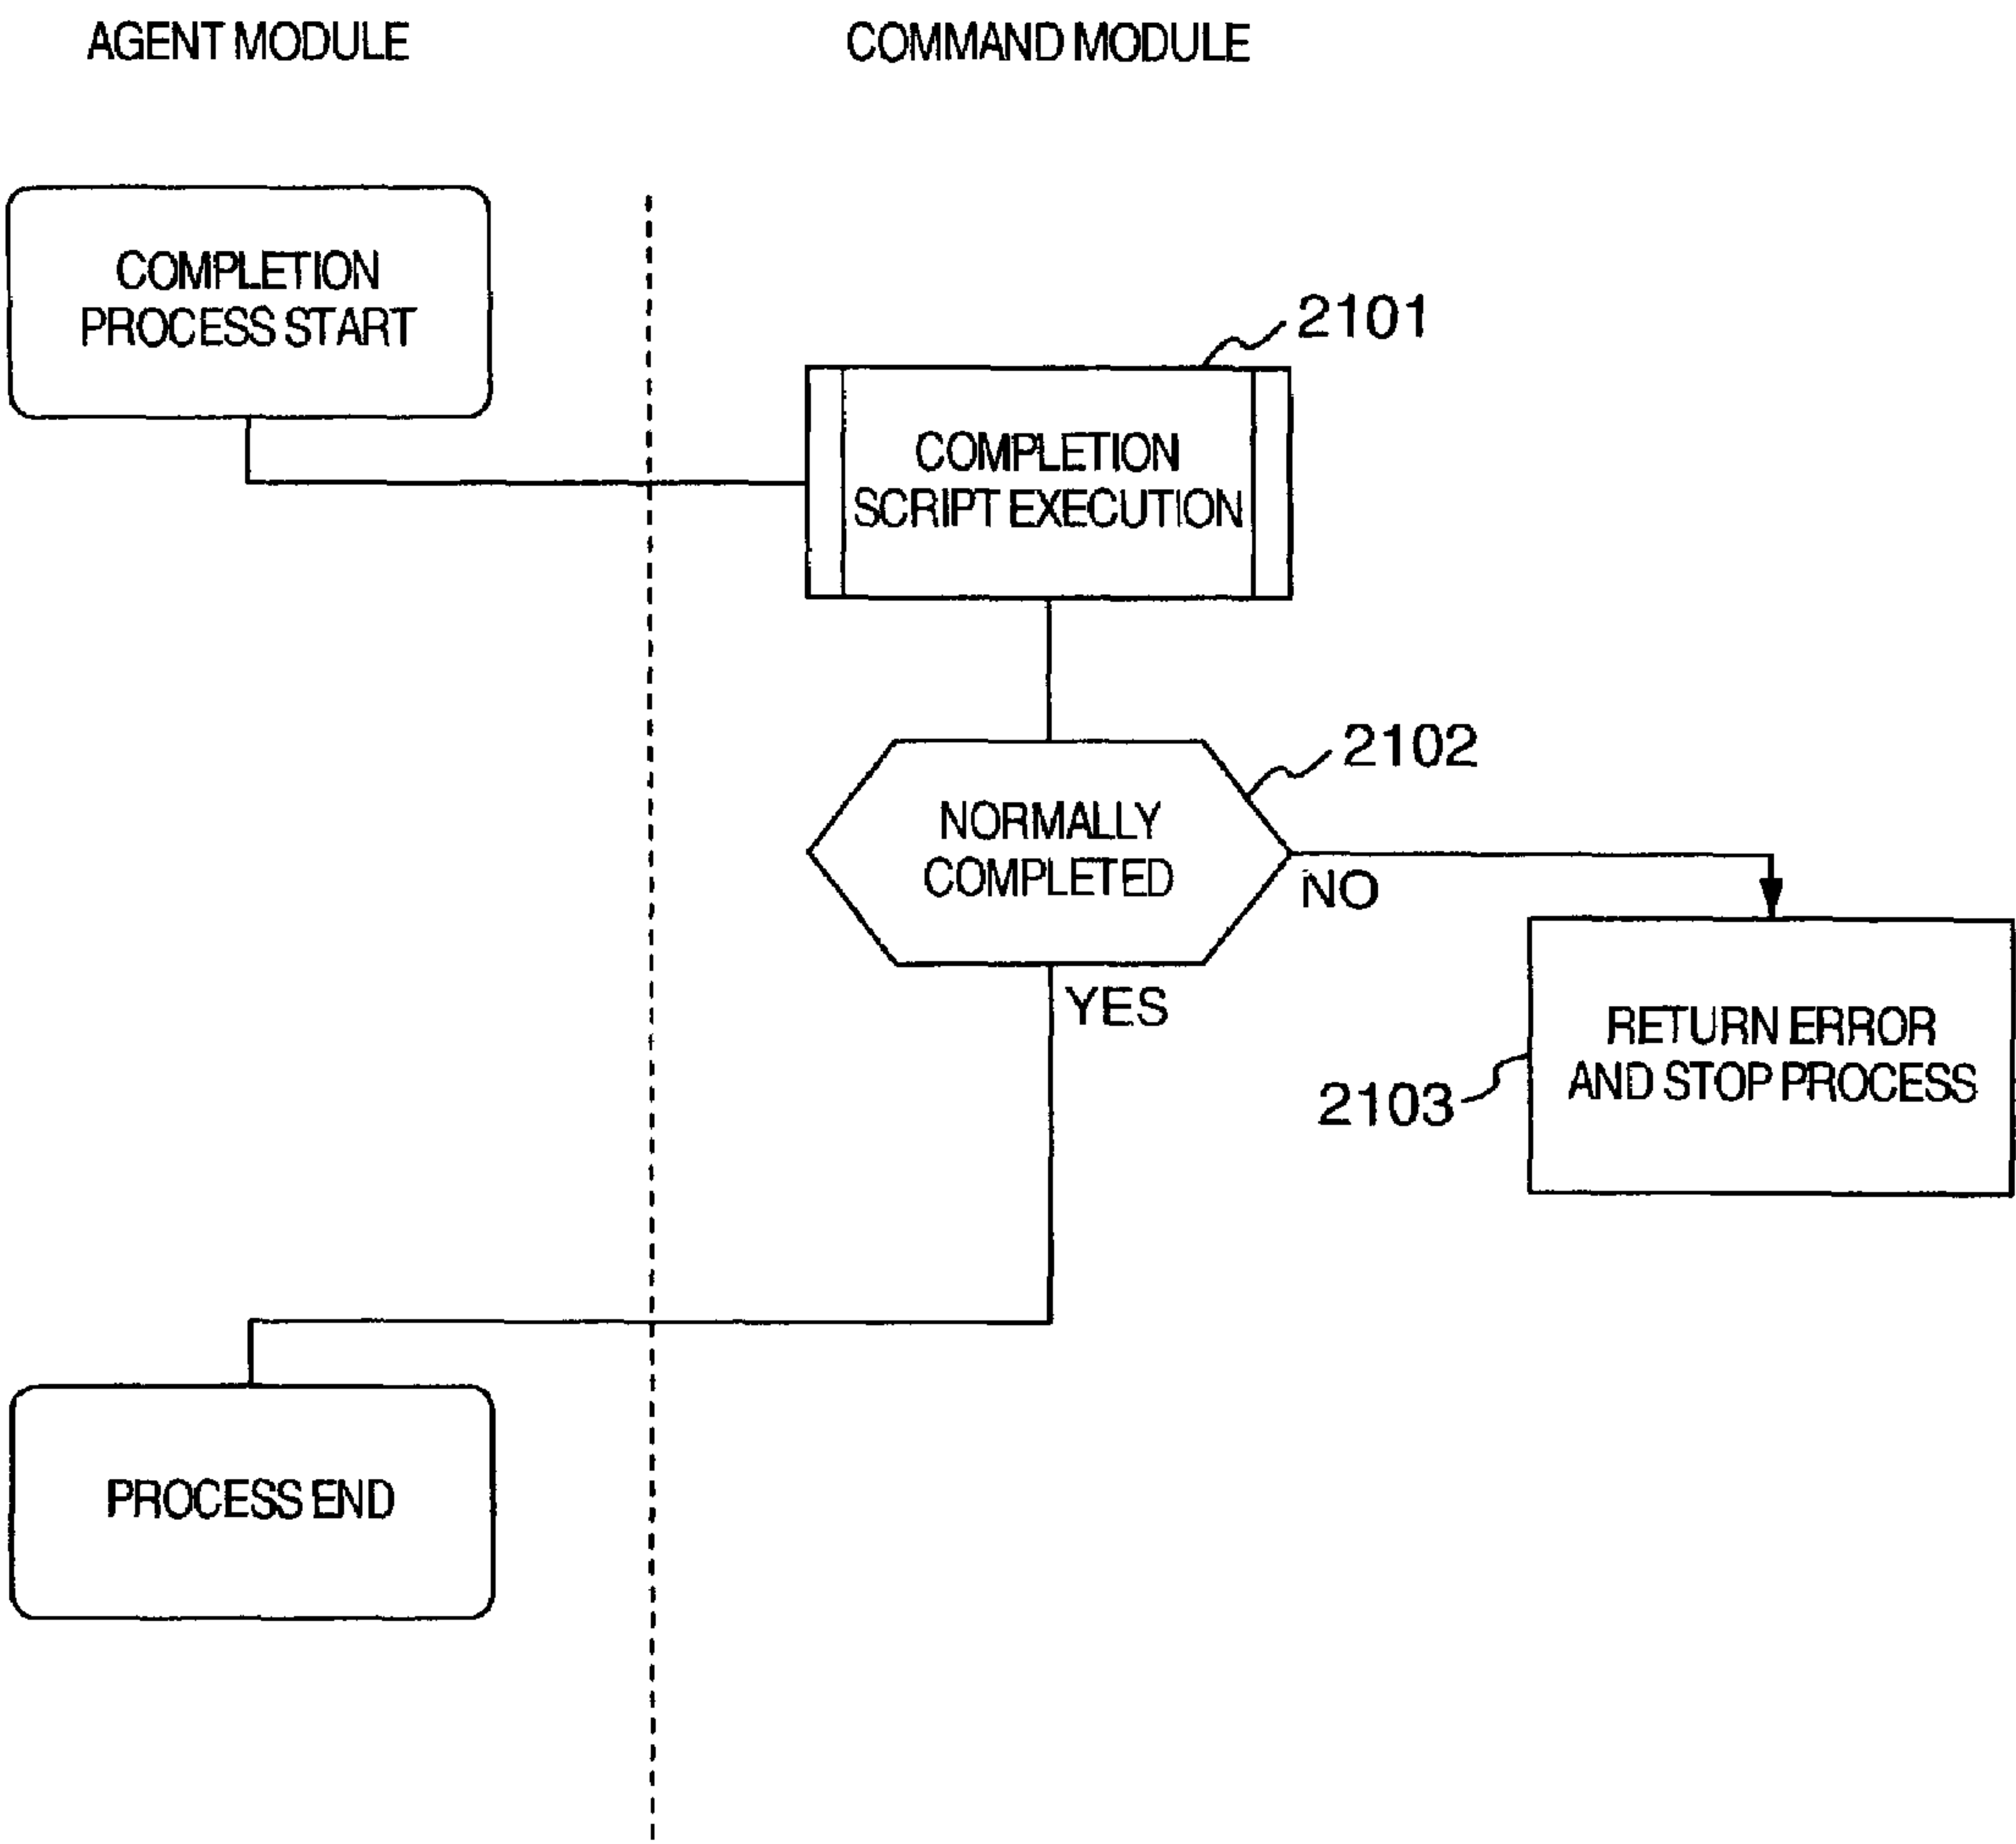 AGENT MODULE
COMMAND MODULE
COMPLETION
PROCESS START
2101
COMPLETION
SCRIPT EXECUTION
2102
NORMALLY
COMPLETED
NO
YES
RETURN ERROR
AND STOP PROCESS
2103
PROCESS END